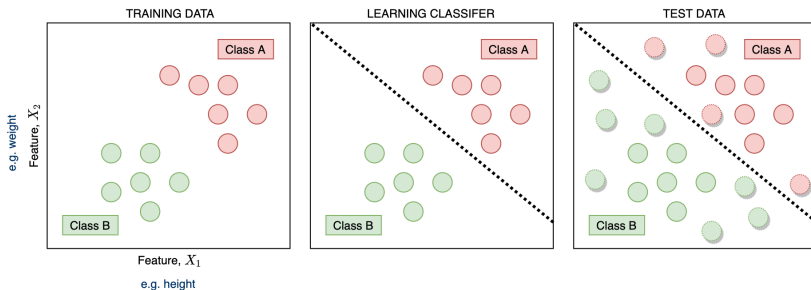 TRAINING DATA
LEARNING CLASSIFER
TEST DATA
Class A
Class A
Class A
e.g. weight
Feature, X₂
Class B
Class B
Class B
Feature, X₁
e.g. height